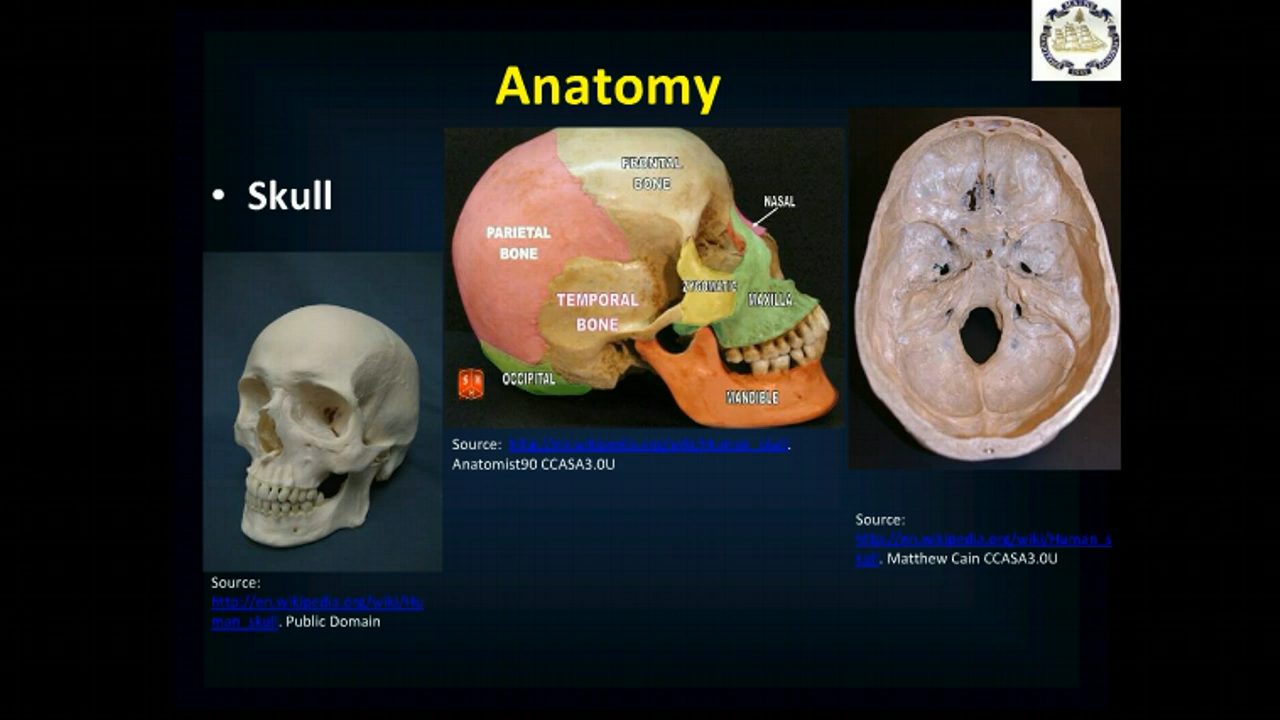 Anatomy
• Skull
FRONTAL
BONE
NASAL
PARIETAL
BONE
ZYGOMATIC
MAXILLA
TEMPORAL
BONE
OCCIPITAL
MANDIBLE
Source: http://en.wikipedia.org/wiki/Human_skull.
Anatomist90 CCASA3.0U
Source:
http://en.wikipedia.org/wiki/Human_s
kull. Matthew Cain CCASA3.0U
Source:
http://en.wikipedia.org/wiki/Hu
man_skull. Public Domain